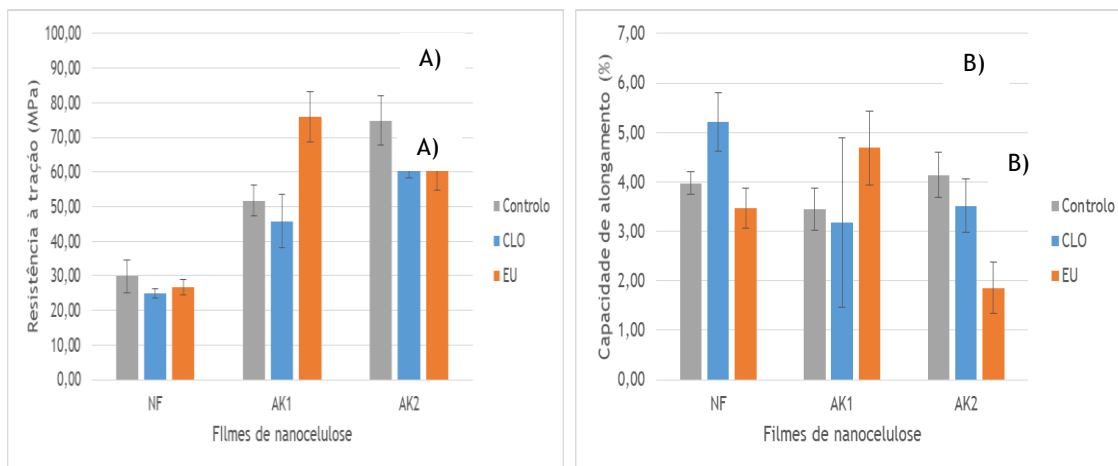 100,00
90,00
80,00
70,00
60,00
50,00
40,00
30,00
20,00
10,00
0,00
Resistência à tração (MPa)
A)
A)
Controlo
CLO
EU
NF AK1 AK2
Filmes de nanocelulose
7,00
6,00
5,00
4,00
3,00
2,00
1,00
0,00
Capacidade de alongamento (%)
B)
B)
Controlo
CLO
EU
NF AK1 AK2
Filmes de nanocelulose